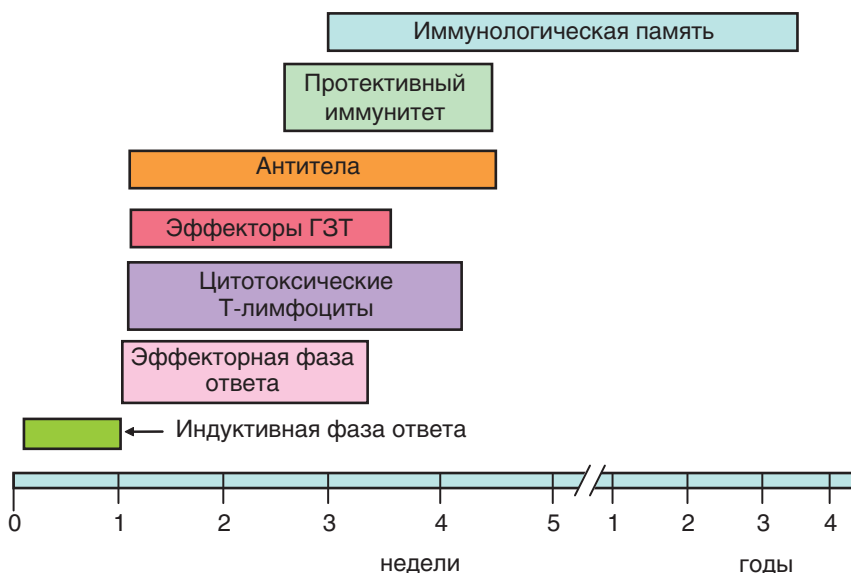 Иммунологическая память
Протективный
иммунитет
Антитела
Эффекторы ГЗТ
Цитотоксические
Т-лимфоциты
Эффекторная фаза
ответа
Индуктивная фаза ответа
0 1 2 3 4 5 1 2 3 4
недели годы